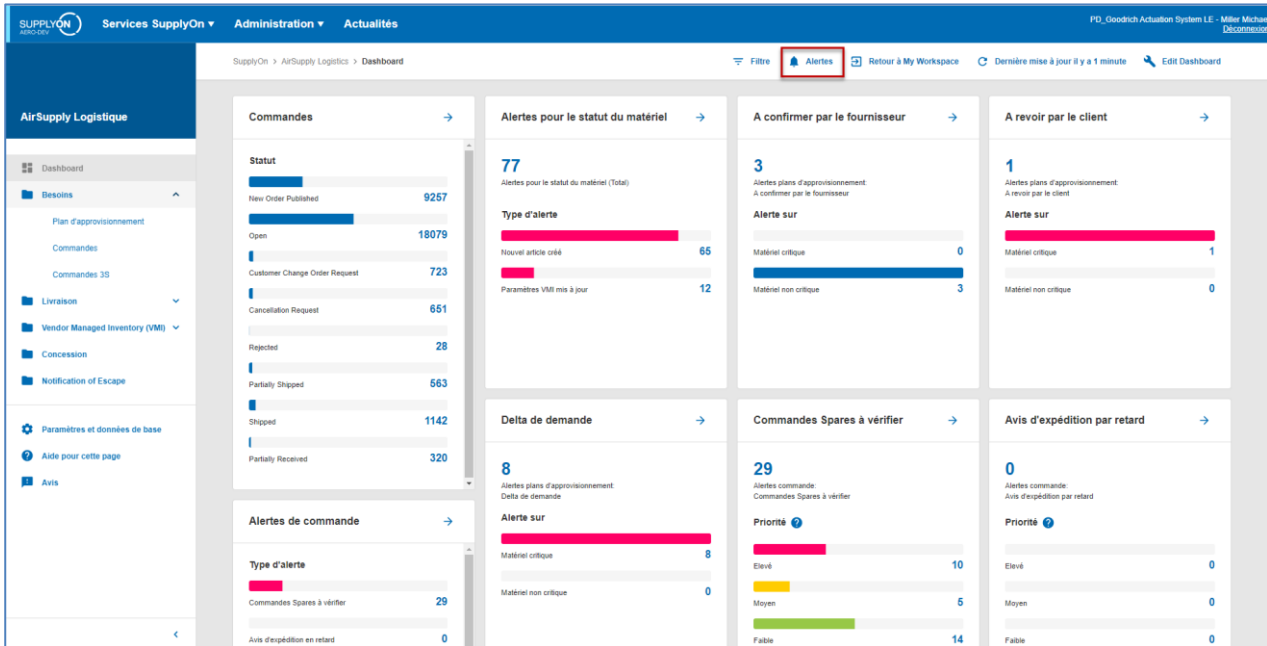 SUPPLYON
AERO-DEV
Services SupplyOn ▾ Administration ▾ Actualités
PD_Goodrich Actuation System LE - Miller Michae
Déconnexion
SupplyOn > AirSupply Logistics > Dashboard
Filtre
Alertes
Retour à My Workspace
Dernière mise à jour il y a 1 minute
Edit Dashboard
AirSupply Logistique
Dashboard
Besoins
Plan d'approvisionnement
Commandes
Commandes 3S
Livraison
Vendor Managed Inventory (VMI)
Concession
Notification of Escape
Paramètres et données de base
Aide pour cette page
Avis
Commandes
Statut
New Order Published 9257
Open 18079
Customer Change Order Request 723
Cancellation Request 651
Rejected 28
Partially Shipped 563
Shipped 1142
Partially Received 320
Alertes de commande
Type d'alerte
Commandes Spares à vérifier 29
Avis d'expédition en retard 0
Alertes pour le statut du matériel
77
Alertes pour le statut du matériel (Total)
Type d'alerte
Nouvel article créé 65
Paramètres VMI mis à jour 12
Delta de demande
8
Alertes plans d'approvisionnement:
Delta de demande
Alerte sur
Matériel critique 8
Matériel non critique 0
A confirmer par le fournisseur
3
Alertes plans d'approvisionnement:
A confirmer par le fournisseur
Alerte sur
Matériel critique 0
Matériel non critique 3
Commandes Spares à vérifier
29
Alertes commande:
Commandes Spares à vérifier
Priorité
Elevé 10
Moyen 5
Faible 14
A revoir par le client
1
Alertes plans d'approvisionnement:
A revoir par le client
Alerte sur
Matériel critique 1
Matériel non critique 0
Avis d'expédition par retard
0
Alertes commande:
Avis d'expédition par retard
Priorité
Elevé 0
Moyen 0
Faible 0